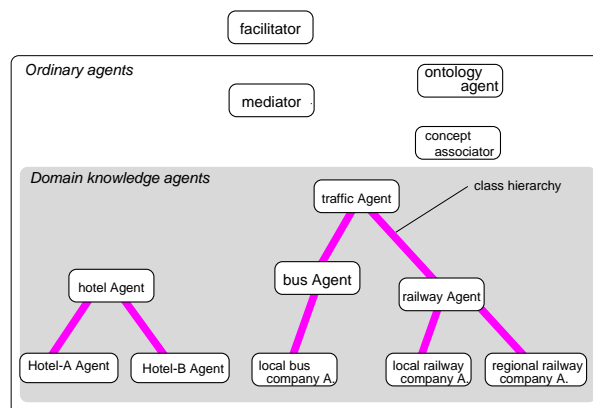 facilitator
Ordinary agents
ontology
agent
mediator
concept
associator
Domain knowledge agents
class hierarchy
traffic Agent
bus Agent
hotel Agent
railway Agent
Hotel-A Agent
Hotel-B Agent
local bus
company A.
local railway
company A.
regional railway
company A.